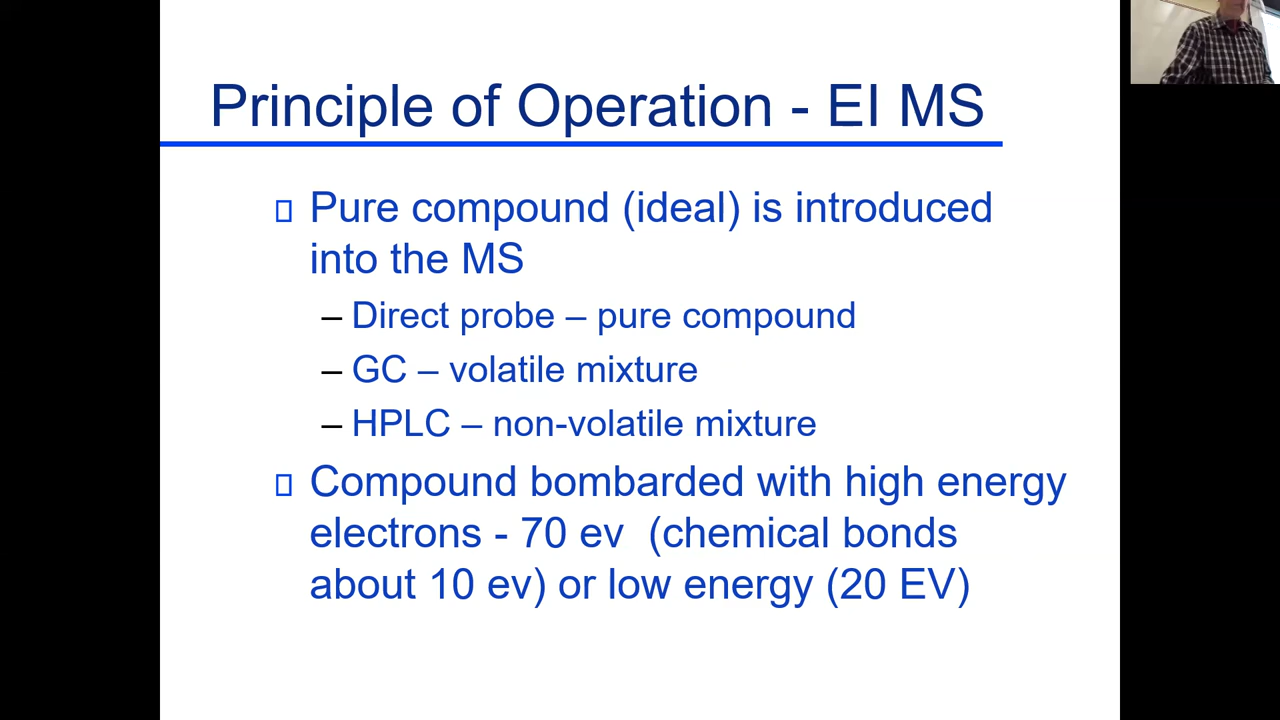 Principle of Operation - EI MS
Pure compound (ideal) is introduced
into the MS
– Direct probe – pure compound
– GC – volatile mixture
– HPLC – non-volatile mixture
Compound bombarded with high energy
electrons - 70 ev (chemical bonds
about 10 ev) or low energy (20 EV)